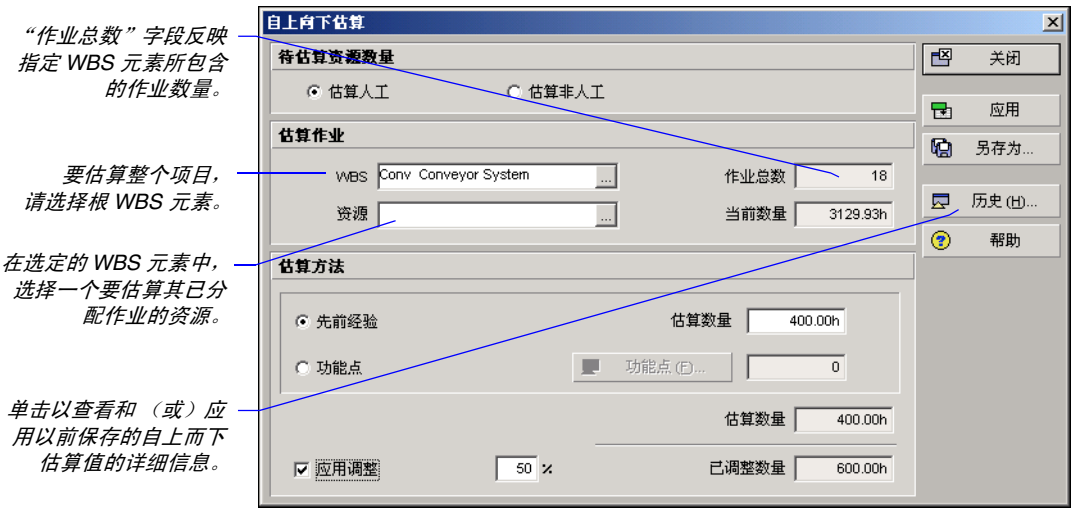 “作业总数”字段反映
指定 WBS 元素所包含
的作业数量。
要估算整个项目，
请选择根 WBS 元素。
在选定的 WBS 元素中，
选择一个要估算其已分
配作业的资源。
单击以查看和 （或）应
用以前保存的自上而下
估算值的详细信息。
自上向下估算
待估算资源数量
估算人工 估算非人工
估算作业
WBS Conv Conveyor System ... 作业总数 18
资源 ... 当前数量 3129.93h
估算方法
先前经验 估算数量 400.00h
功能点 功能点(F)... 0
估算数量 400.00h
应用调整 50 % 已调整数量 600.00h
关闭
应用
另存为...
历史(H)...
帮助